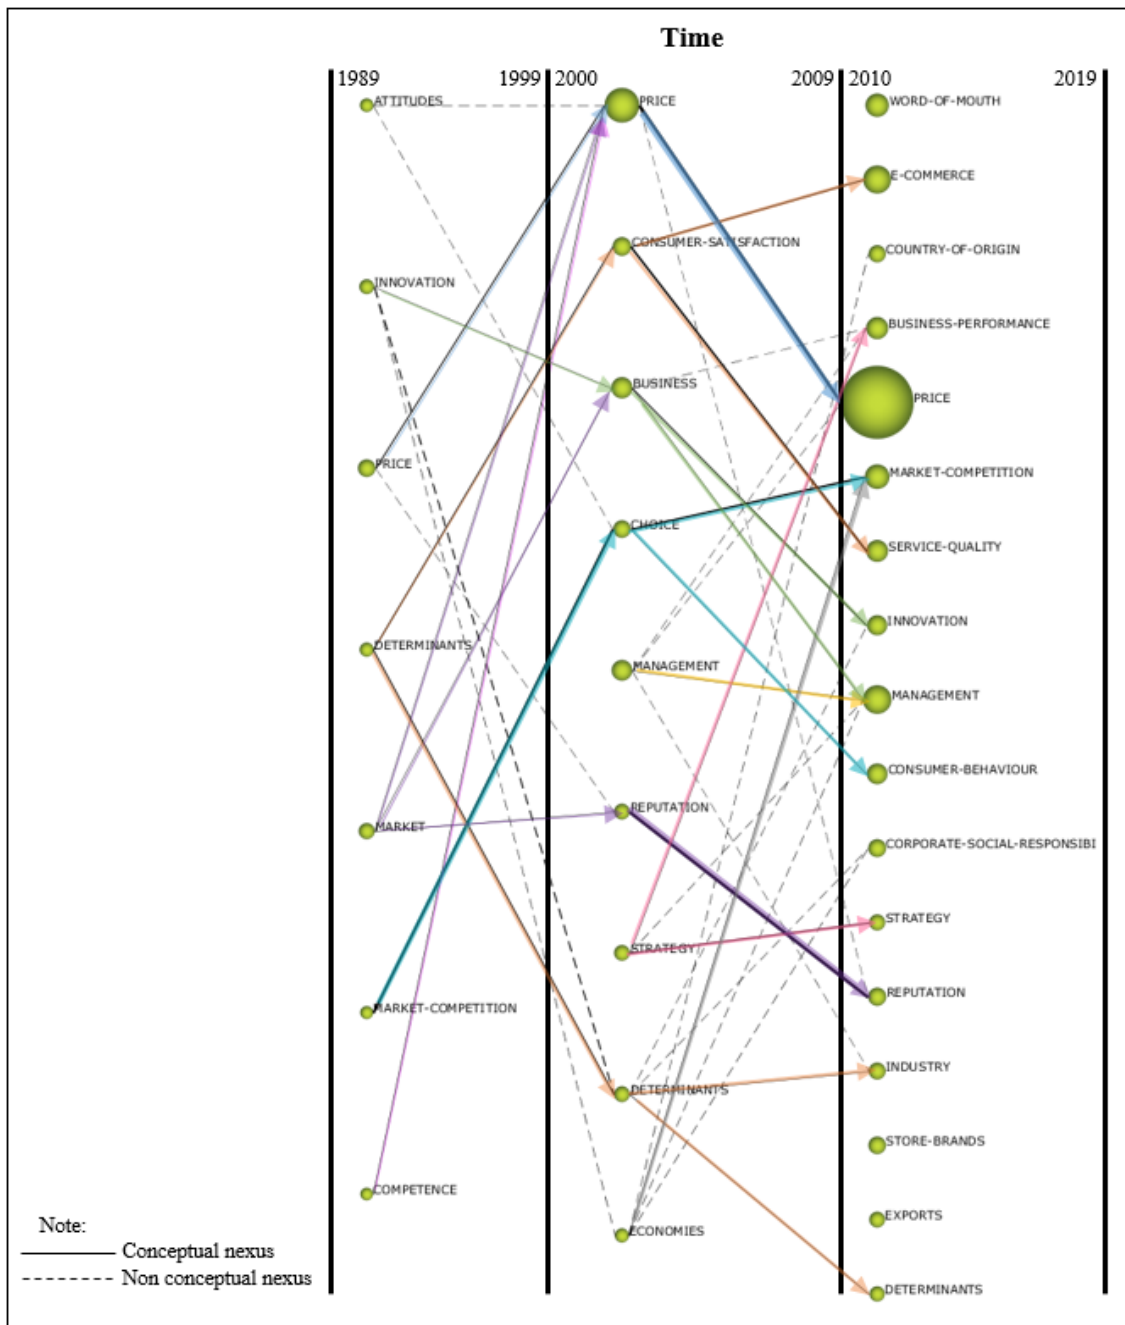 Time
1989
1999
2000
2009
2010
2019
ATTITUDES
INNOVATION
PRICE
DETERMINANTS
MARKET
MARKET-COMPETITION
COMPETENCE
PRICE
CONSUMER-SATISFACTION
BUSINESS
CHOICE
MANAGEMENT
REPUTATION
STRATEGY
DETERMINANTS
ECONOMIES
WORD-OF-MOUTH
E-COMMERCE
COUNTRY-OF-ORIGIN
BUSINESS-PERFORMANCE
PRICE
MARKET-COMPETITION
SERVICE-QUALITY
INNOVATION
MANAGEMENT
CONSUMER-BEHAVIOUR
CORPORATE-SOCIAL-RESPONSIBI
STRATEGY
REPUTATION
INDUSTRY
STORE-BRANDS
EXPORTS
DETERMINANTS
Note:
Conceptual nexus
Non conceptual nexus